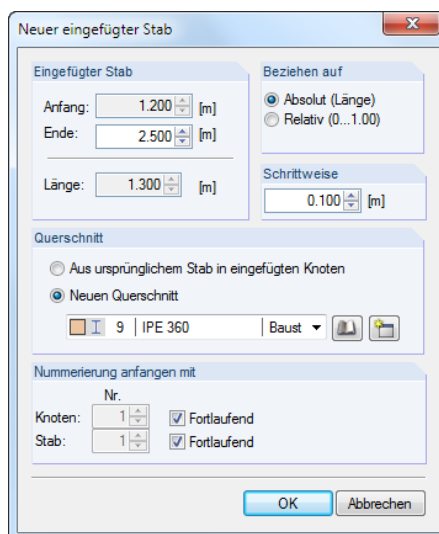 Neuer eingefügter Stab
Eingefügter Stab
Anfang: 1.200 [m]
Ende: 2.500 [m]
Länge: 1.300 [m]
Beziehen auf
Absolut (Länge)
Relativ (0...1.00)
Schrittweise
0.100 [m]
Querschnitt
Aus ursprünglichem Stab in eingefügten Knoten
Neuen Querschnitt
9 | IPE 360 | Baust
Nummerierung anfangen mit
Nr.
Knoten: 1 Fortlaufend
Stab: 1 Fortlaufend
OK Abbrechen